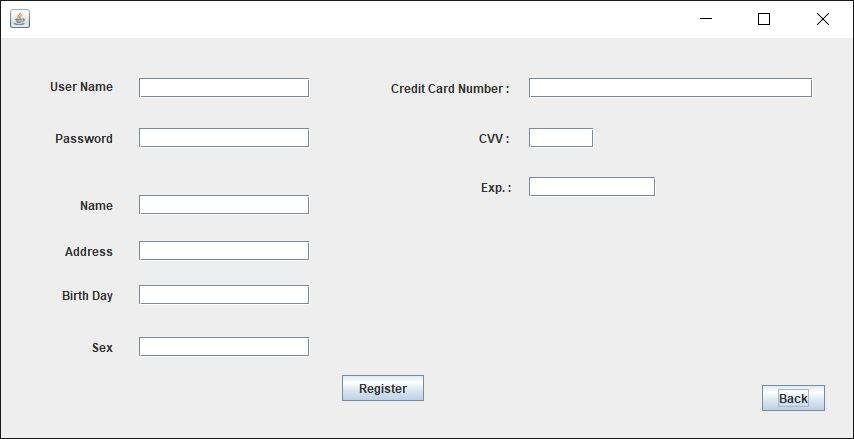 User Name
Credit Card Number :
Password
CVV :
Exp. :
Name
Address
Birth Day
Sex
Register
Back